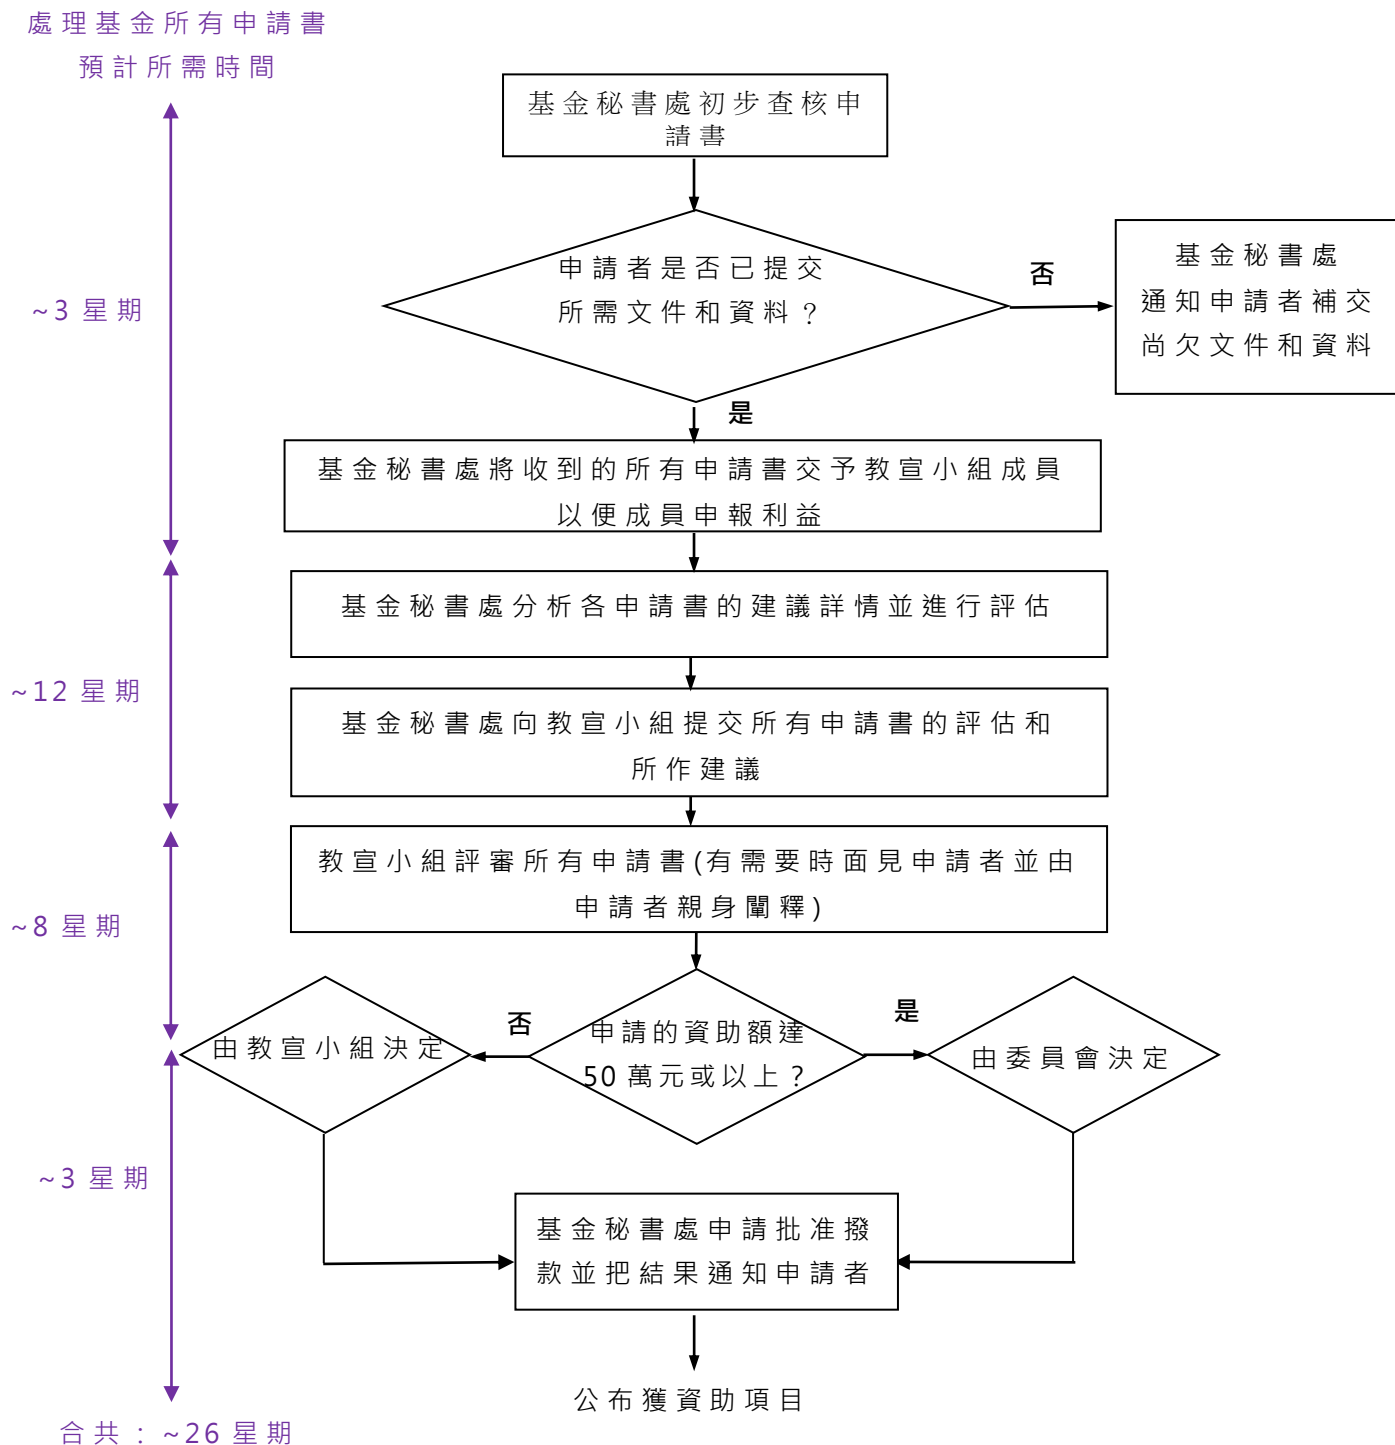 處理基金所有申請書
預計所需時間
基金秘書處初步查核申
請書
申請者是否已提交
所需文件和資料？
否
基金秘書處
通知申請者補交
尚欠文件和資料
~3 星期
是
基金秘書處將收到的所有申請書交予教宣小組成員
以便成員申報利益
基金秘書處分析各申請書的建議詳情並進行評估
~12 星期
基金秘書處向教宣小組提交所有申請書的評估和
所作建議
教宣小組評審所有申請書(有需要時面見申請者並由
申請者親身闡釋)
~8 星期
由教宣小組決定
否
申請的資助額達
50 萬元或以上？
是
由委員會決定
~3 星期
基金秘書處申請批准撥
款並把結果通知申請者
公布獲資助項目
合共：~26 星期